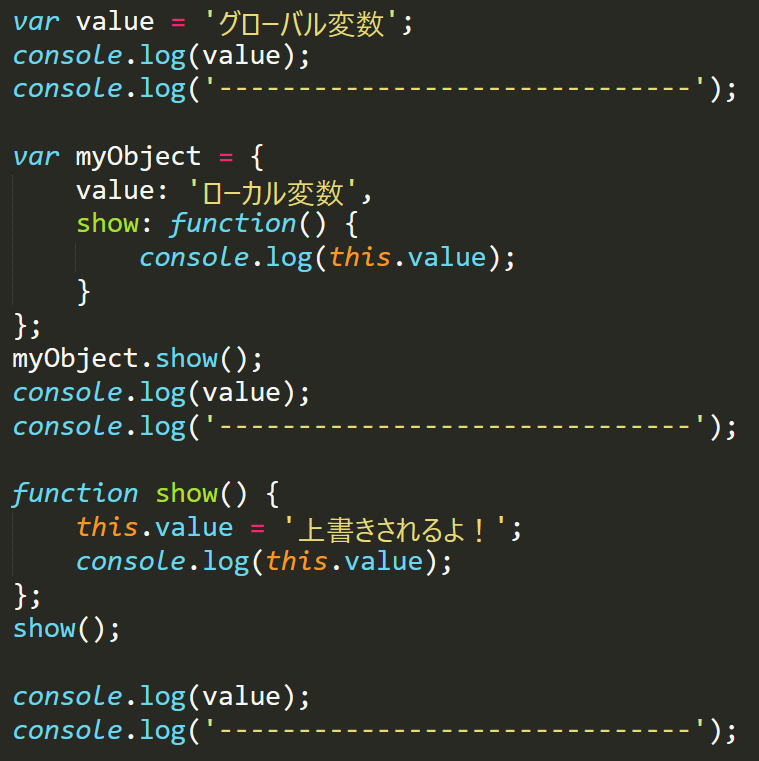 var value = 'グローバル変数';
console.log(value);
console.log('------------------------------');
var myObject = {
    value: 'ローカル変数',
    show: function() {
        console.log(this.value);
    }
};
myObject.show();
console.log(value);
console.log('------------------------------');
function show() {
    this.value = '上書きされるよ！';
    console.log(this.value);
};
show();
console.log(value);
console.log('------------------------------');